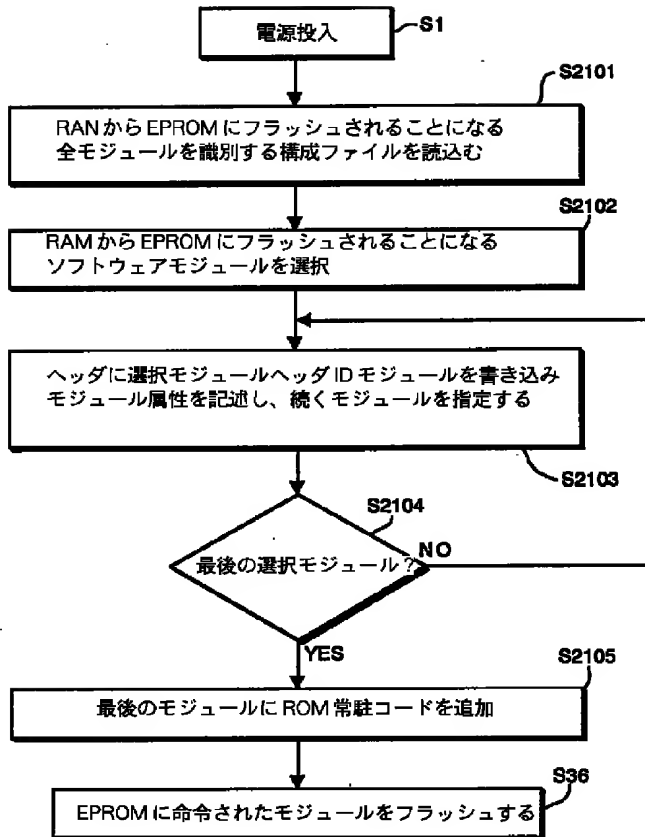 電源投入
S1
S2101
RANからEPROMにフラッシュされることになる
全モジュールを識別する構成ファイルを読込む
S2102
RAMからEPROMにフラッシュされることになる
ソフトウェアモジュールを選択
ヘッダに選択モジュールヘッダIDモジュールを書き込み
モジュール属性を記述し、続くモジュールを指定する
S2103
S2104
最後の選択モジュール?
NO
YES
S2105
最後のモジュールにROM常駐コードを追加
S36
EPROMに命令されたモジュールをフラッシュする